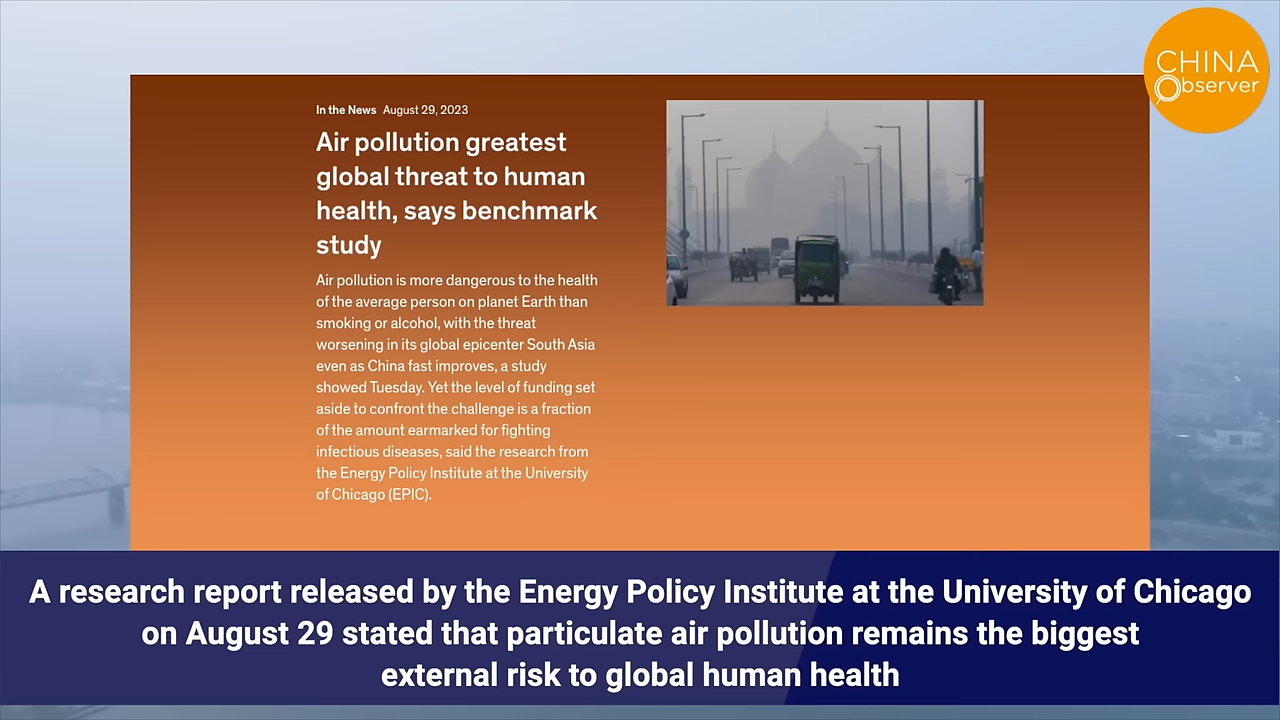 CHINA
Observer
In the News August 29, 2023
Air pollution greatest
global threat to human
health, says benchmark
study
Air pollution is more dangerous to the health
of the average person on planet Earth than
smoking or alcohol, with the threat
worsening in its global epicenter South Asia
even as China fast improves, a study
showed Tuesday. Yet the level of funding set
aside to confront the challenge is a fraction
of the amount earmarked for fighting
infectious diseases, said the research from
the Energy Policy Institute at the University
of Chicago (EPIC).
A research report released by the Energy Policy Institute at the University of Chicago
on August 29 stated that particulate air pollution remains the biggest
external risk to global human health